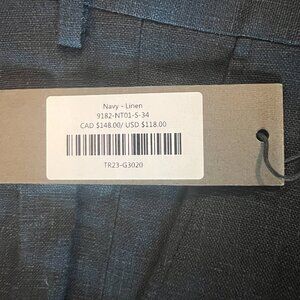 Navy - Linen
9182-NT01-S-34
CAD $148.00/ USD $118.00
TR23-G3020